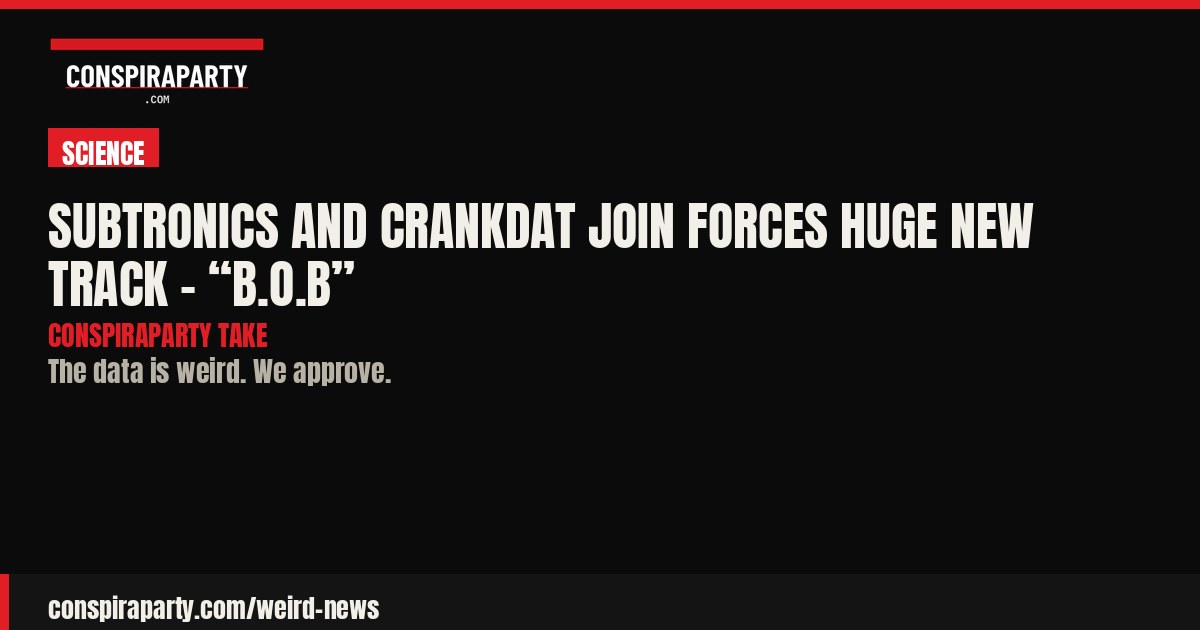 CONSPIRAPARTY
.COM
SCIENCE
SUBTRONICS AND CRANKDAT JOIN FORCES HUGE NEW
TRACK - “B.O.B”
CONSPIRAPARTY TAKE
The data is weird. We approve.
conspiraparty.com/weird-news